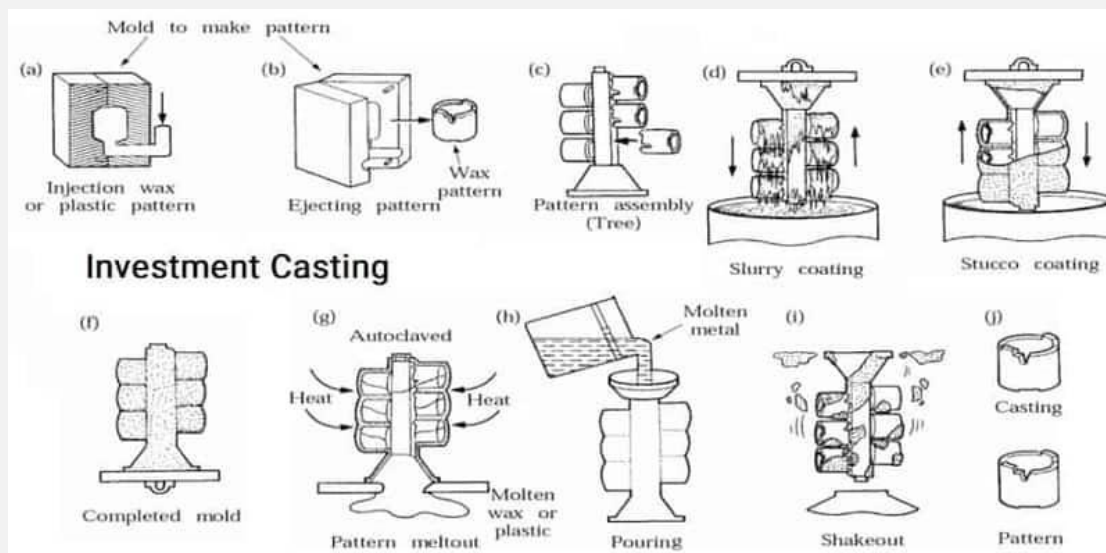 Mold to make pattern
(a)
(b)
(c)
(d)
(e)
Injection wax
or plastic pattern
Ejecting pattern
Wax
pattern
Pattern assembly
(Tree)
Slurry coating
Stucco coating
Investment Casting
(f)
(g)
(h)
(i)
(j)
Autoclaved
Heat
Heat
Molten
metal
Casting
Completed mold
Molten
wax or
plastic
Pattern meltout
Pouring
Shakeout
Pattern